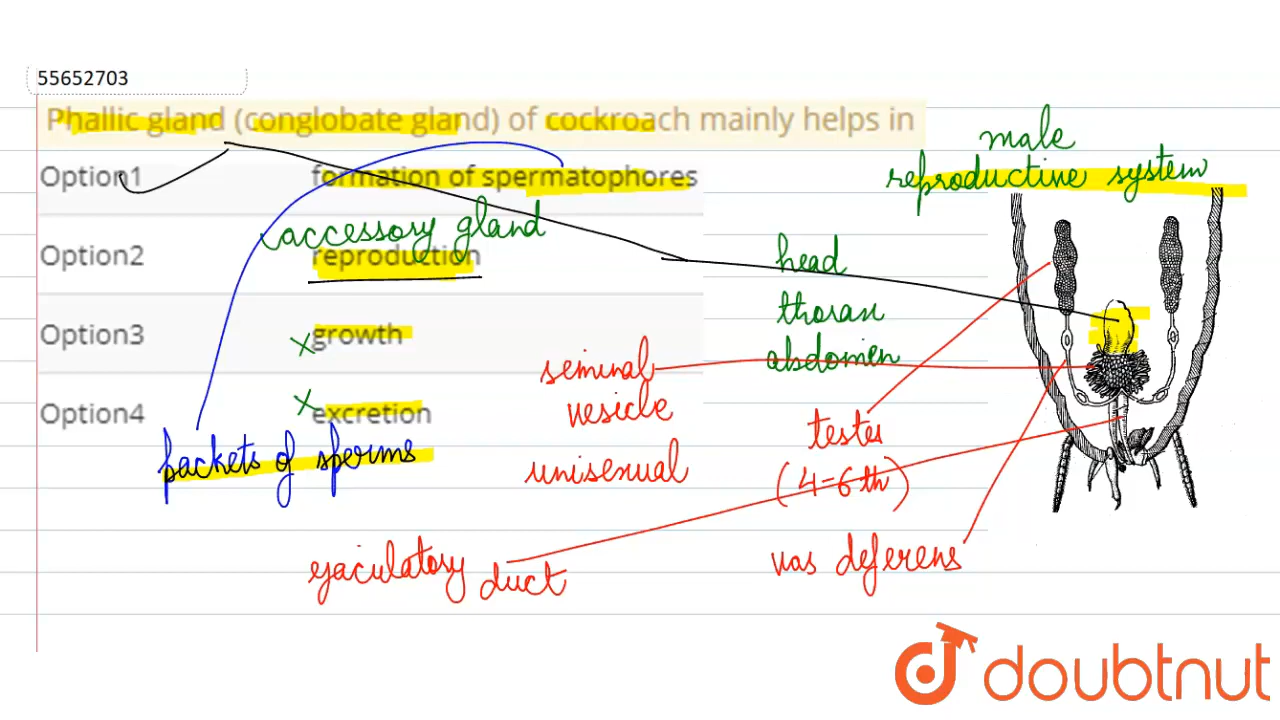 55652703
Phallic gland (conglobate gland) of cockroach mainly helps in
Option1 formation of spermatophores
(accessory gland
Option2 reproduction
Option3 growth
Option4 excretion
packets of sperms
male
reproductive system
head
thorax
abdomen
seminal
vesicle
unisexual
testes
(4-6th)
ejaculatory duct
vas deferens
doubtnut